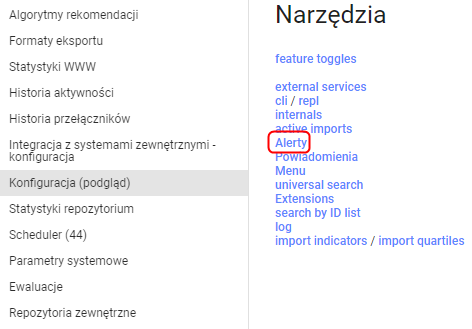 Algorytmy rekomendacji
Formaty eksportu
Statystyki WWW
Historia aktywności
Historia przełączników
Integracja z systemami zewnętrznymi -
konfiguracja
Konfiguracja (podgląd)
Statystyki repozytorium
Scheduler (44)
Parametry systemowe
Ewaluacje
Repozytoria zewnętrzne
Narzędzia
feature toggles
external services
cli / repl
internals
active imports
Alerty
Powiadomienia
Menu
universal search
Extensions
search by ID list
log
import indicators / import quartiles